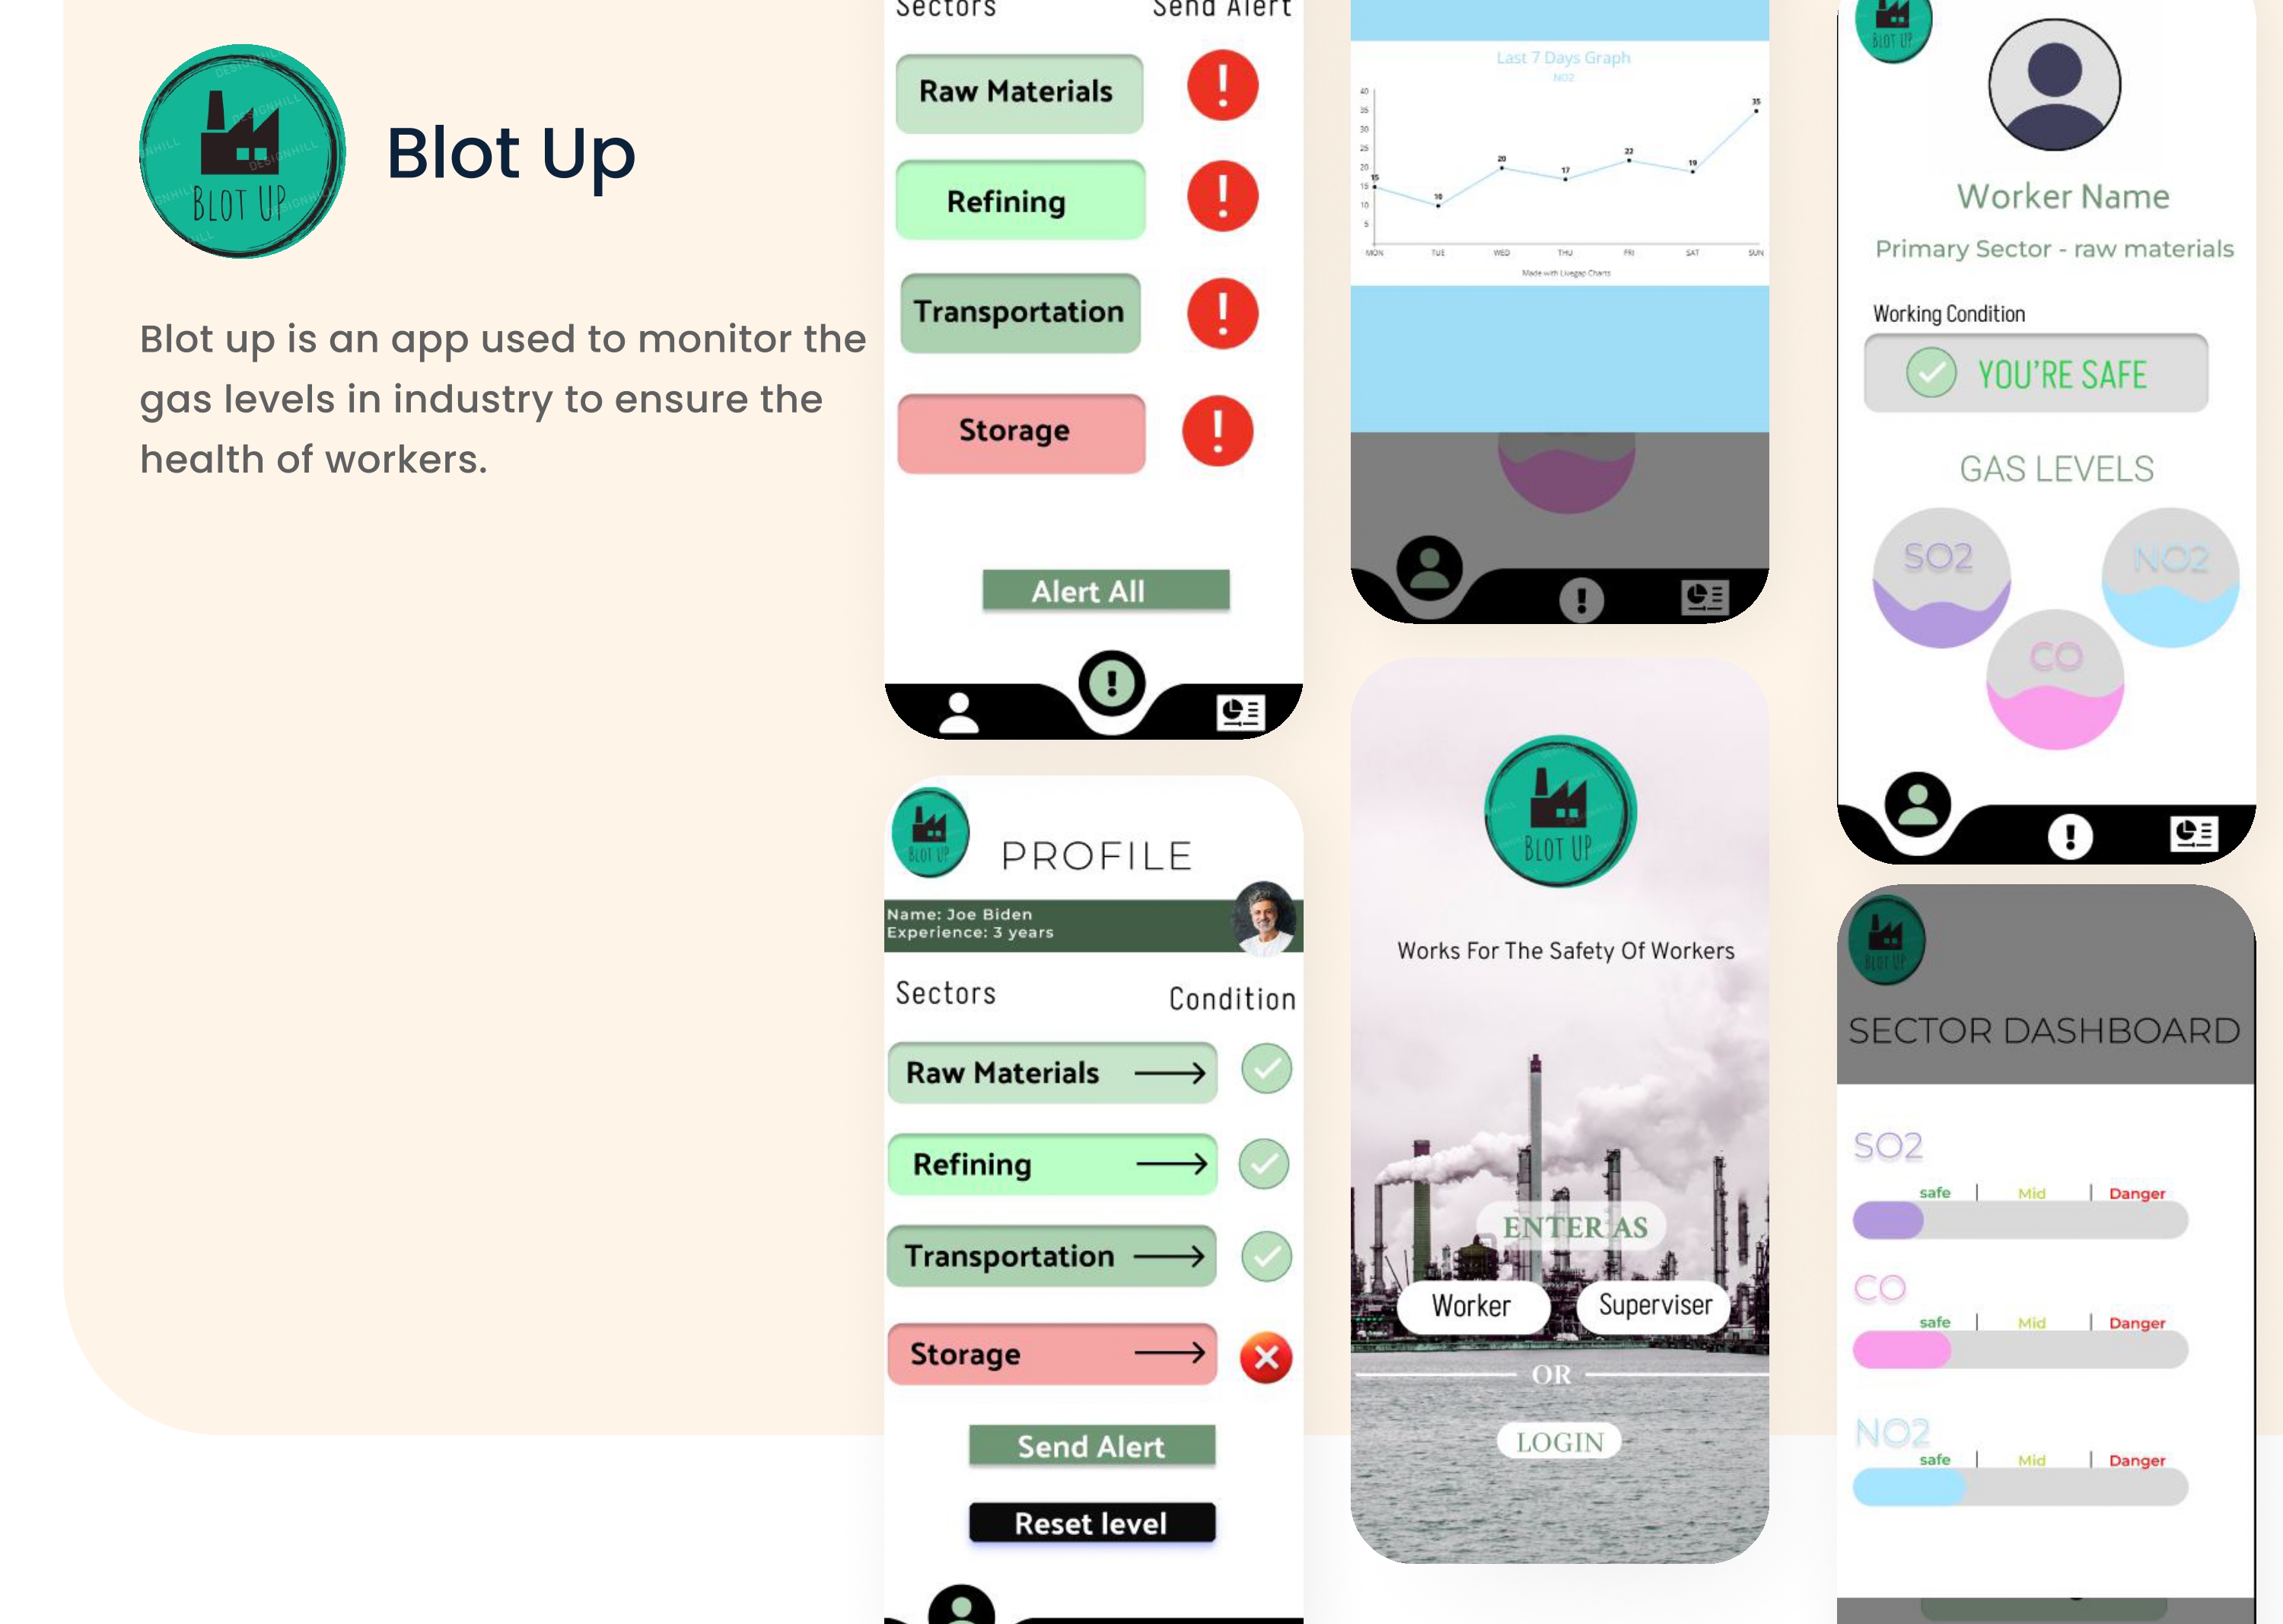 BLOT UP
Blot Up
Blot up is an app used to monitor the
gas levels in industry to ensure the
health of workers.
Sectors Send Alert
Raw Materials
Refining
Transportation
Storage
Alert All
PROFILE
BLOT UP
Name: Joe Biden
Experience: 3 years
Sectors Condition
Raw Materials
Refining
Transportation
Storage
Send Alert
Reset level
Last 7 Days Graph
NO2
40
35
30
25
20
15
10
5
15
10
20
17
22
19
35
MON TUE WED THU FRI SAT SUN
Made with Livegap Charts
BLOT UP
Works For The Safety Of Workers
ENTER AS
Worker Superviser
OR
LOGIN
BLOT UP
Worker Name
Primary Sector - raw materials
Working Condition
YOU'RE SAFE
GAS LEVELS
SO2 NO2
CO
BLOT UP
SECTOR DASHBOARD
SO2
safe | Mid | Danger
CO
safe | Mid | Danger
NO2
safe | Mid | Danger